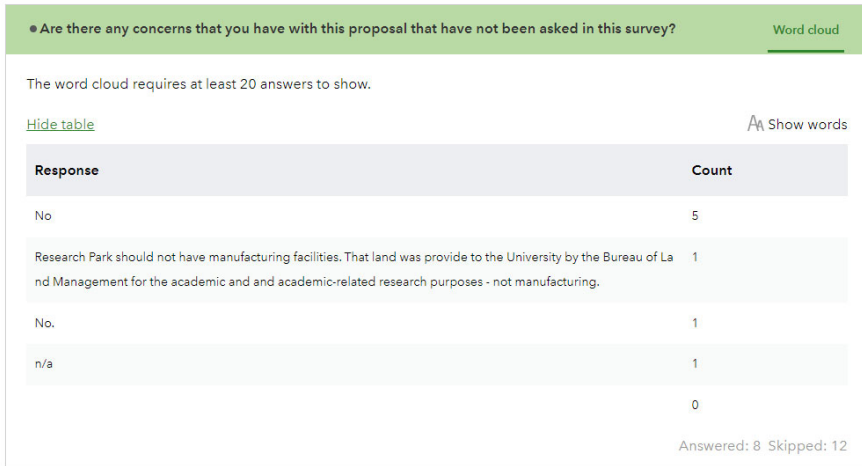 Are there any concerns that you have with this proposal that have not been asked in this survey? Word cloud
The word cloud requires at least 20 answers to show.
Hide table Show words
Response Count
No 5
Research Park should not have manufacturing facilities. That land was provide to the University by the Bureau of La 1
nd Management for the academic and and academic-related research purposes - not manufacturing.
No. 1
n/a 1
0
Answered: 8 Skipped: 12